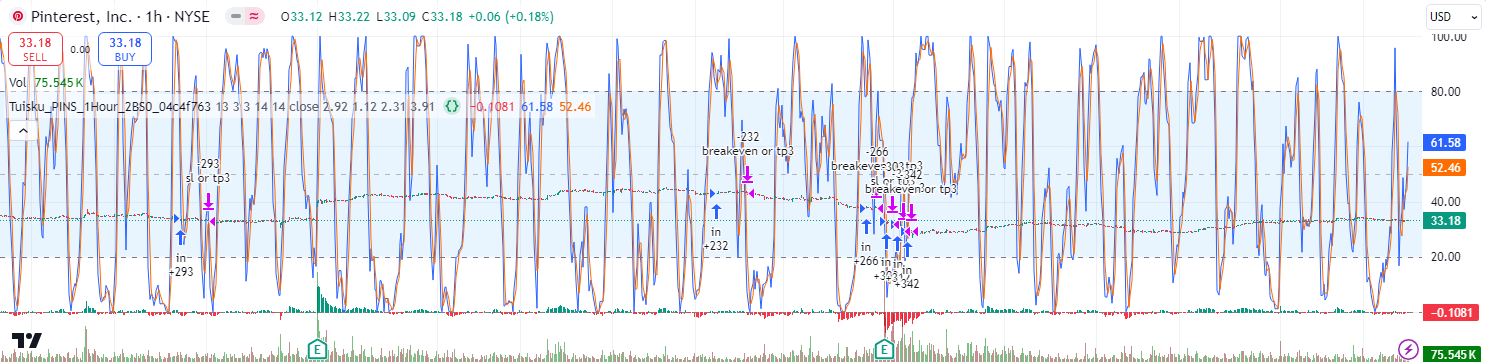 Pinterest, Inc. · 1h · NYSE O33.12 H33.22 L33.09 C33.18 +0.06 (+0.18%)
USD
33.18
SELL
0.00
33.18
BUY
Vol 75.545 K
Tuisku_PINS_1Hour_2BS0_04c4f763 13 3 3 14 14 close 2.92 1.12 2.31 3.91 {} −0.1081 61.58 52.46
100.00
80.00
61.58
52.46
40.00
33.18
20.00
−0.1081
75.545 K
-293
sl or tp3
in
+293
-232
breakeven or tp3
in
+232
-266
-342
breakeven or tp3
in
+266
in
in
in
+342
E
E